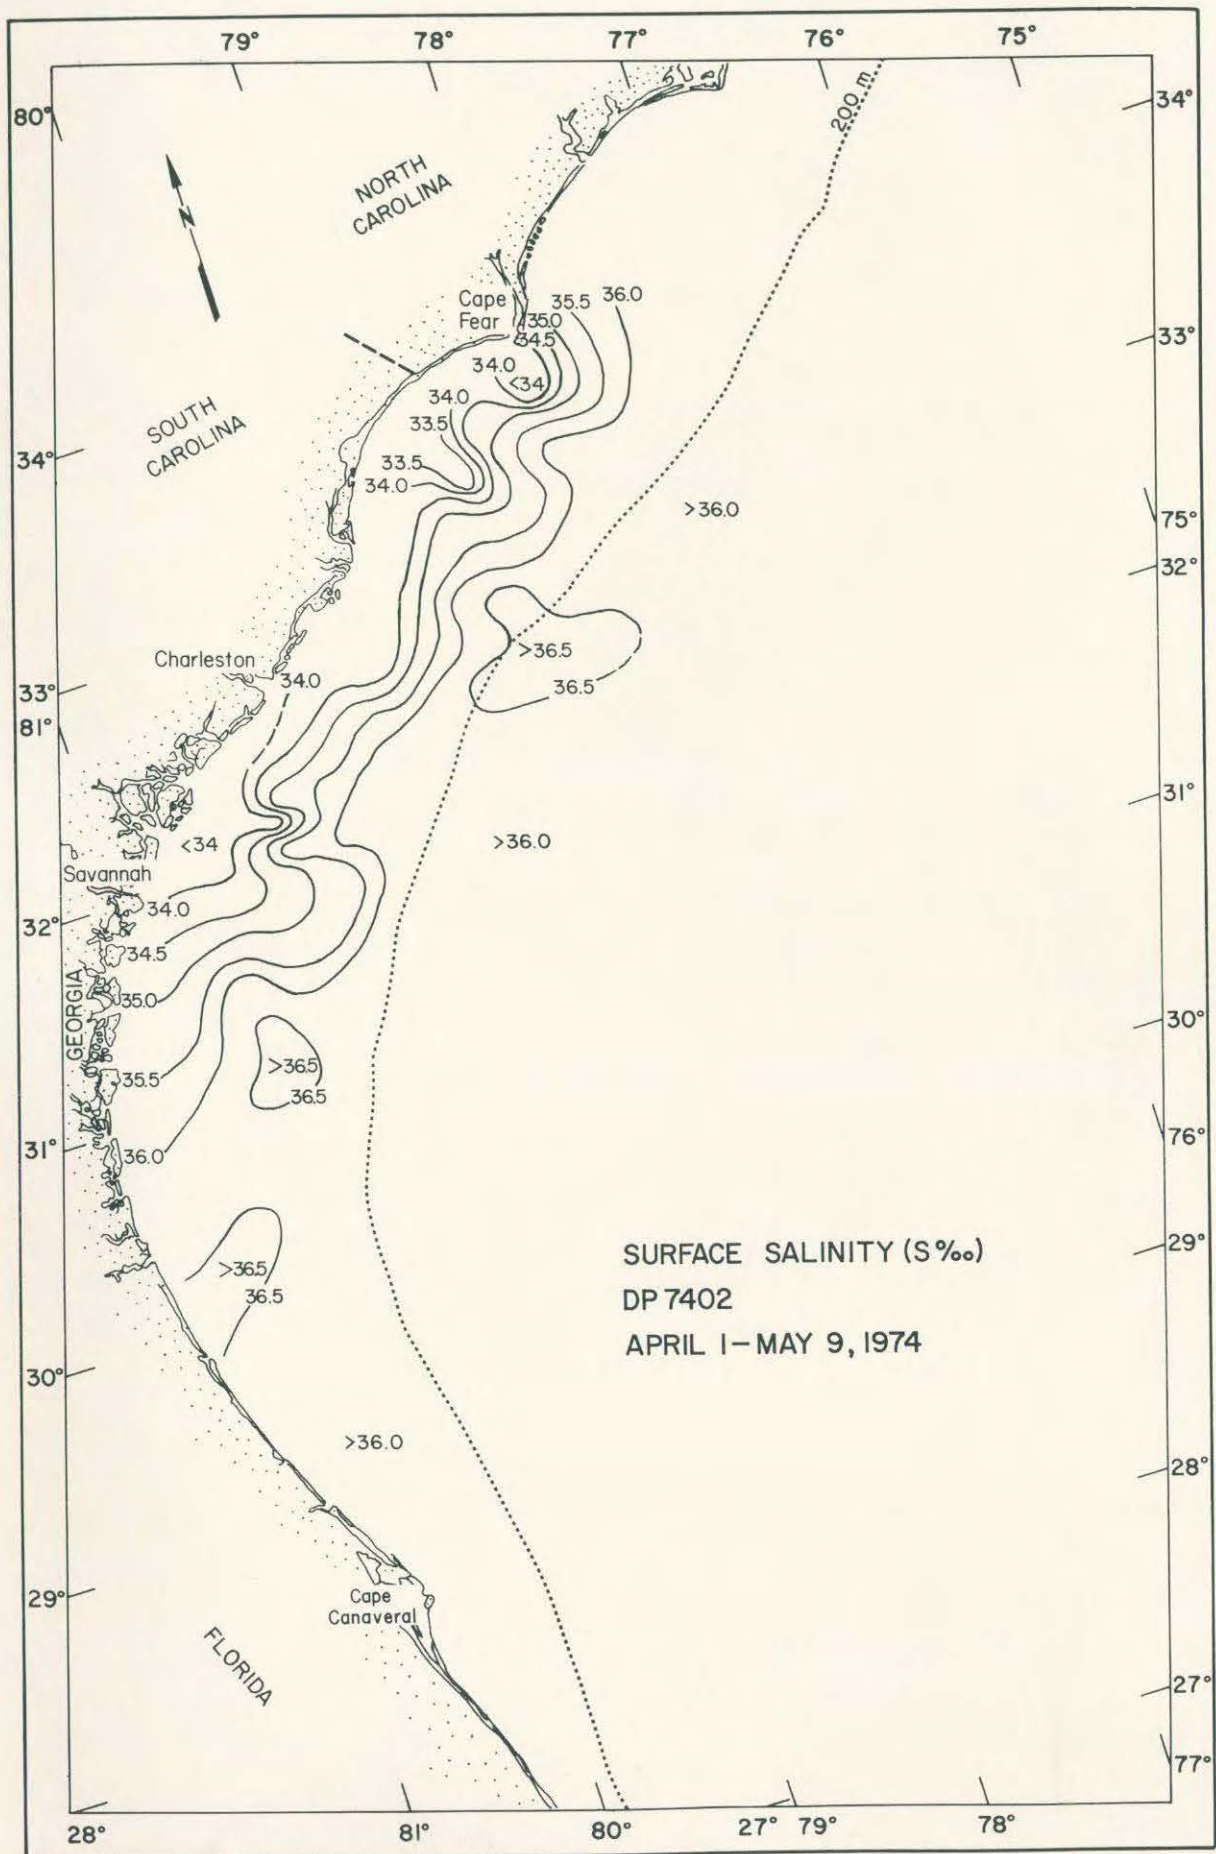 79° 78° 77° 76° 75°
80°
200 m
34°
N
NORTH
CAROLINA
Cape
Fear
35.0
35.5
36.0
34.5
33°
34.0
<34
34.0
33.5
SOUTH
CAROLINA
33.5
34.0
34°
>36.0
75°
32°
>36.5
36.5
Charleston
34.0
33°
81°
31°
<34
>36.0
Savannah
34.0
32°
34.5
35.0
GEORGIA
30°
>36.5
36.5
35.5
31°
36.0
76°
29°
>36.5
36.5
SURFACE SALINITY (S‰)
DP 7402
APRIL 1–MAY 9, 1974
30°
>36.0
28°
29°
Cape
Canaveral
FLORIDA
27°
77°
28° 81° 80° 27° 79° 78°